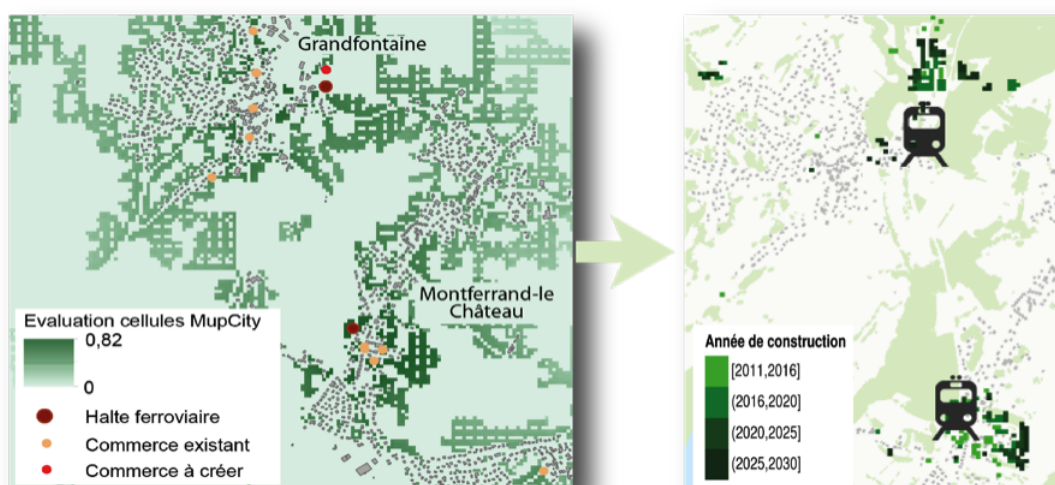 Grandfontaine
Montferrand-le
Château
Evaluation cellules MupCity
0,82
0
Halte ferroviaire
Commerce existant
Commerce à créer
Année de construction
[2011,2016]
(2016,2020]
(2020,2025]
(2025,2030]